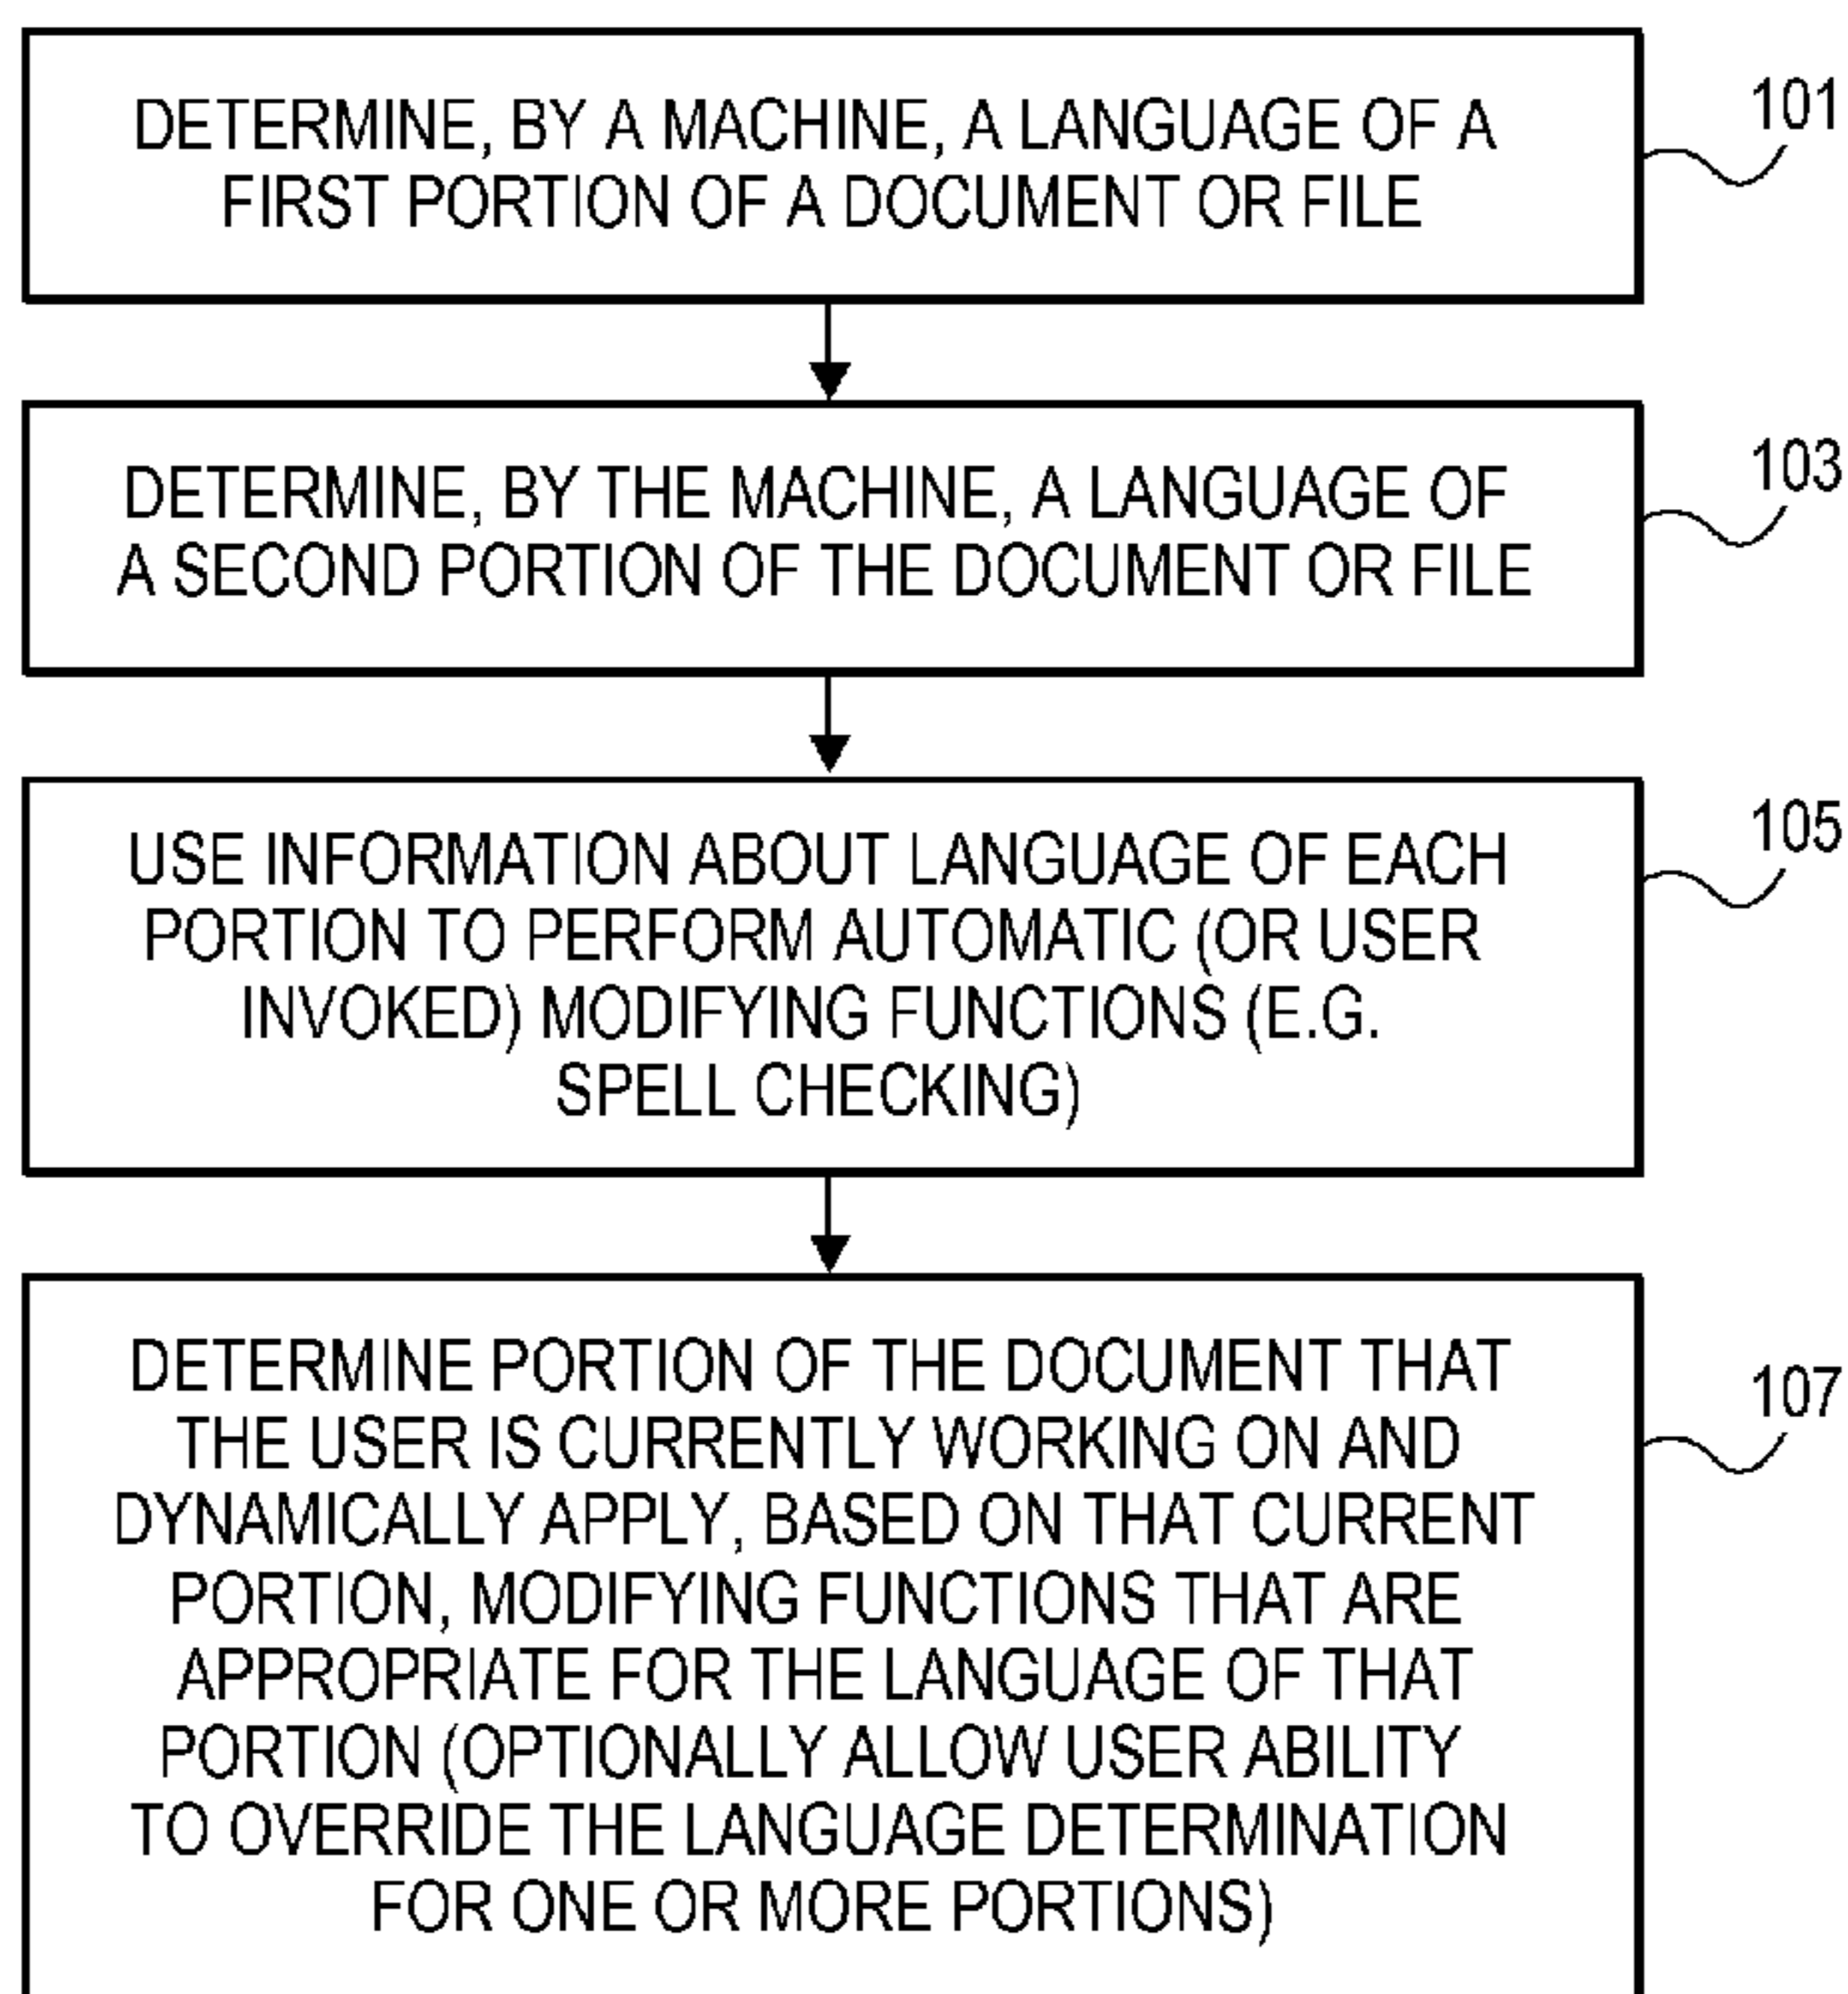 DETERMINE, BY A MACHINE, A LANGUAGE OF A
FIRST PORTION OF A DOCUMENT OR FILE
101
DETERMINE, BY THE MACHINE, A LANGUAGE OF
A SECOND PORTION OF THE DOCUMENT OR FILE
103
USE INFORMATION ABOUT LANGUAGE OF EACH
PORTION TO PERFORM AUTOMATIC (OR USER
INVOKED) MODIFYING FUNCTIONS (E.G.
SPELL CHECKING)
105
DETERMINE PORTION OF THE DOCUMENT THAT
THE USER IS CURRENTLY WORKING ON AND
DYNAMICALLY APPLY, BASED ON THAT CURRENT
PORTION, MODIFYING FUNCTIONS THAT ARE
APPROPRIATE FOR THE LANGUAGE OF THAT
PORTION (OPTIONALLY ALLOW USER ABILITY
TO OVERRIDE THE LANGUAGE DETERMINATION
FOR ONE OR MORE PORTIONS)
107